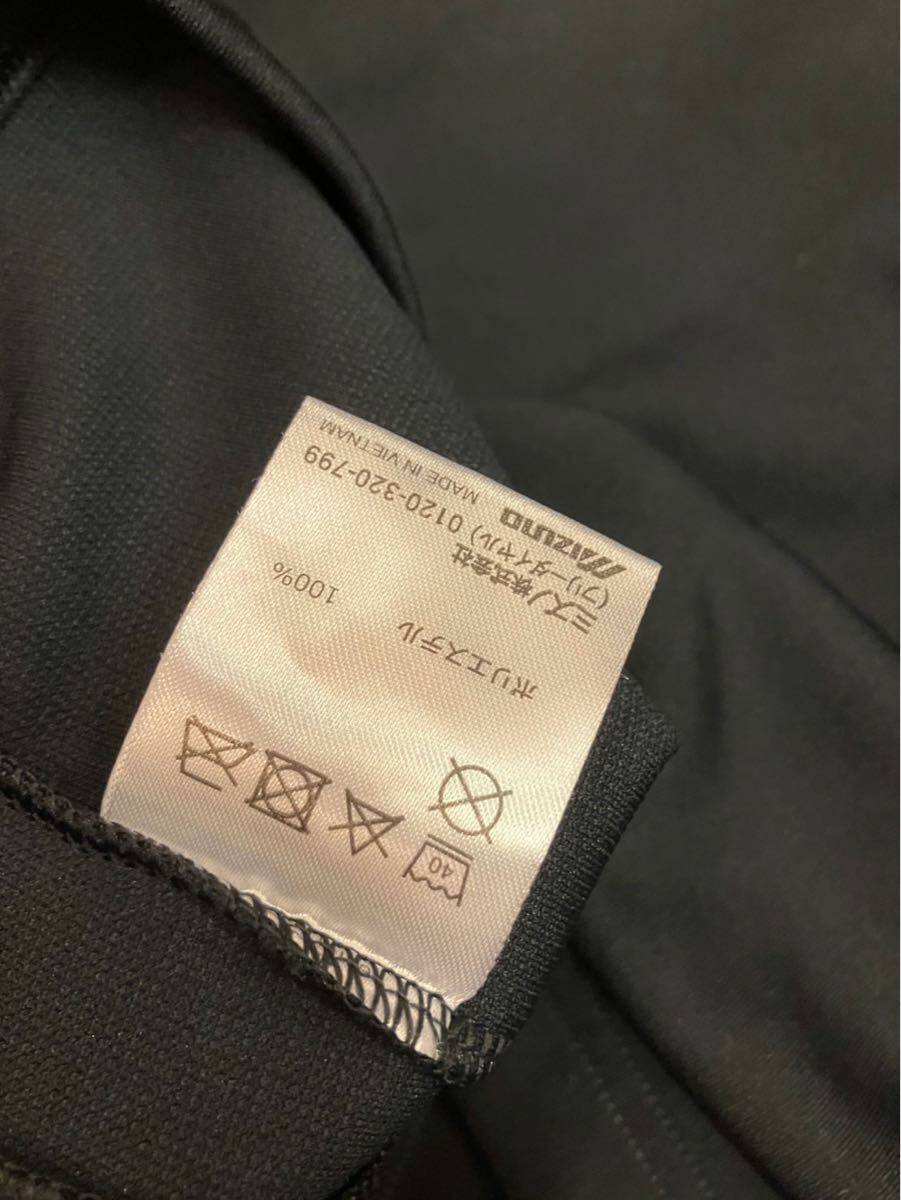 40
ポリエステル 100%
ミズノ株式会社
(フリーダイヤル) 0120-320-799
MIZUNO MADE IN VIETNAM